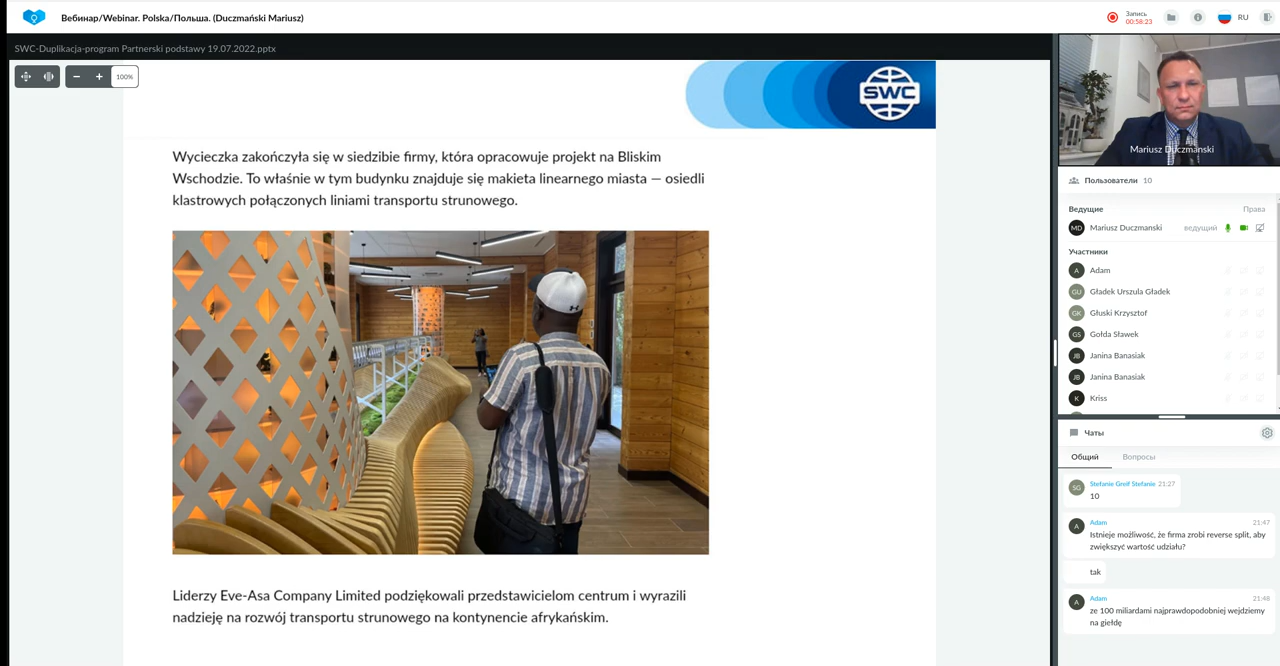 Вебинар/Webinar. Polska/Польша. (Duczmański Mariusz)
Запись
00:58:23
RU
SWC-Duplikacja-program Partnerski podstawy 19.07.2022.pptx
100%
SWC
Wycieczka zakończyła się w siedzibie firmy, która opracowuje projekt na Bliskim
Wschodzie. To właśnie w tym budynku znajduje się makieta linearnego miasta — osiedli
klastrowych połączonych liniami transportu strunowego.
Liderzy Eve-Asa Company Limited podziękowali przedstawicielom centrum i wyrazili
nadzieję na rozwój transportu strunowego na kontynencie afrykańskim.
Mariusz Duczmanski
Пользователи 10
Ведущие Права
MD Mariusz Duczmanski ведущий
Участники
A Adam
GU Gładek Urszula Gładek
GK Głuski Krzysztof
GS Gołda Sławek
JB Janina Banasiak
JB Janina Banasiak
K Kriss
Чаты
Общий Вопросы
SG Stefanie Greif Stefanie 21:27
10
A Adam 21:47
Istnieje możliwość, że firma zrobi reverse split, aby
zwiększyć wartość udziału?
tak
A Adam 21:48
ze 100 miliardami najprawdopodobniej wejdziemy
na giełdę